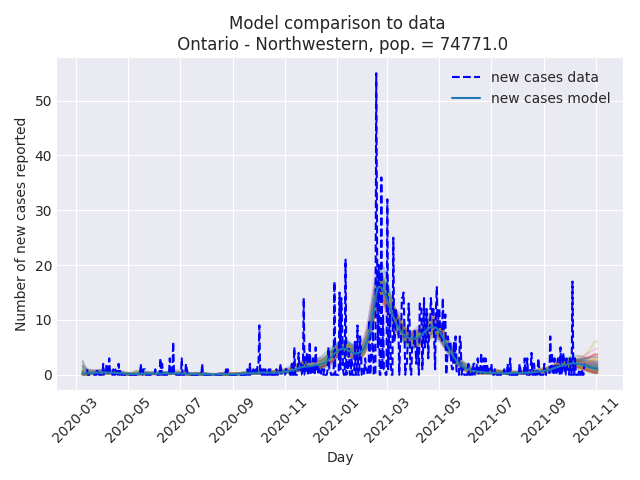 Model comparison to data
Ontario - Northwestern, pop. = 74771.0
new cases data
new cases model
Number of new cases reported
50
40
30
20
10
0
2020-03
2020-05
2020-07
2020-09
2020-11
2021-01
2021-03
2021-05
2021-07
2021-09
2021-11
Day